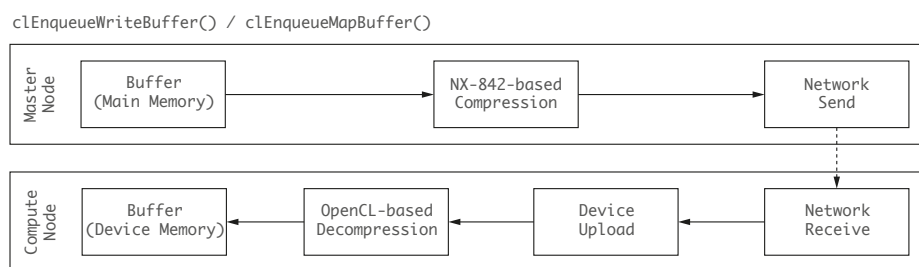 clEnqueueWriteBuffer() / clEnqueueMapBuffer()
Master
Node
Buffer
(Main Memory)
NX-842-based
Compression
Network
Send
Compute
Node
Buffer
(Device Memory)
OpenCL-based
Decompression
Device
Upload
Network
Receive